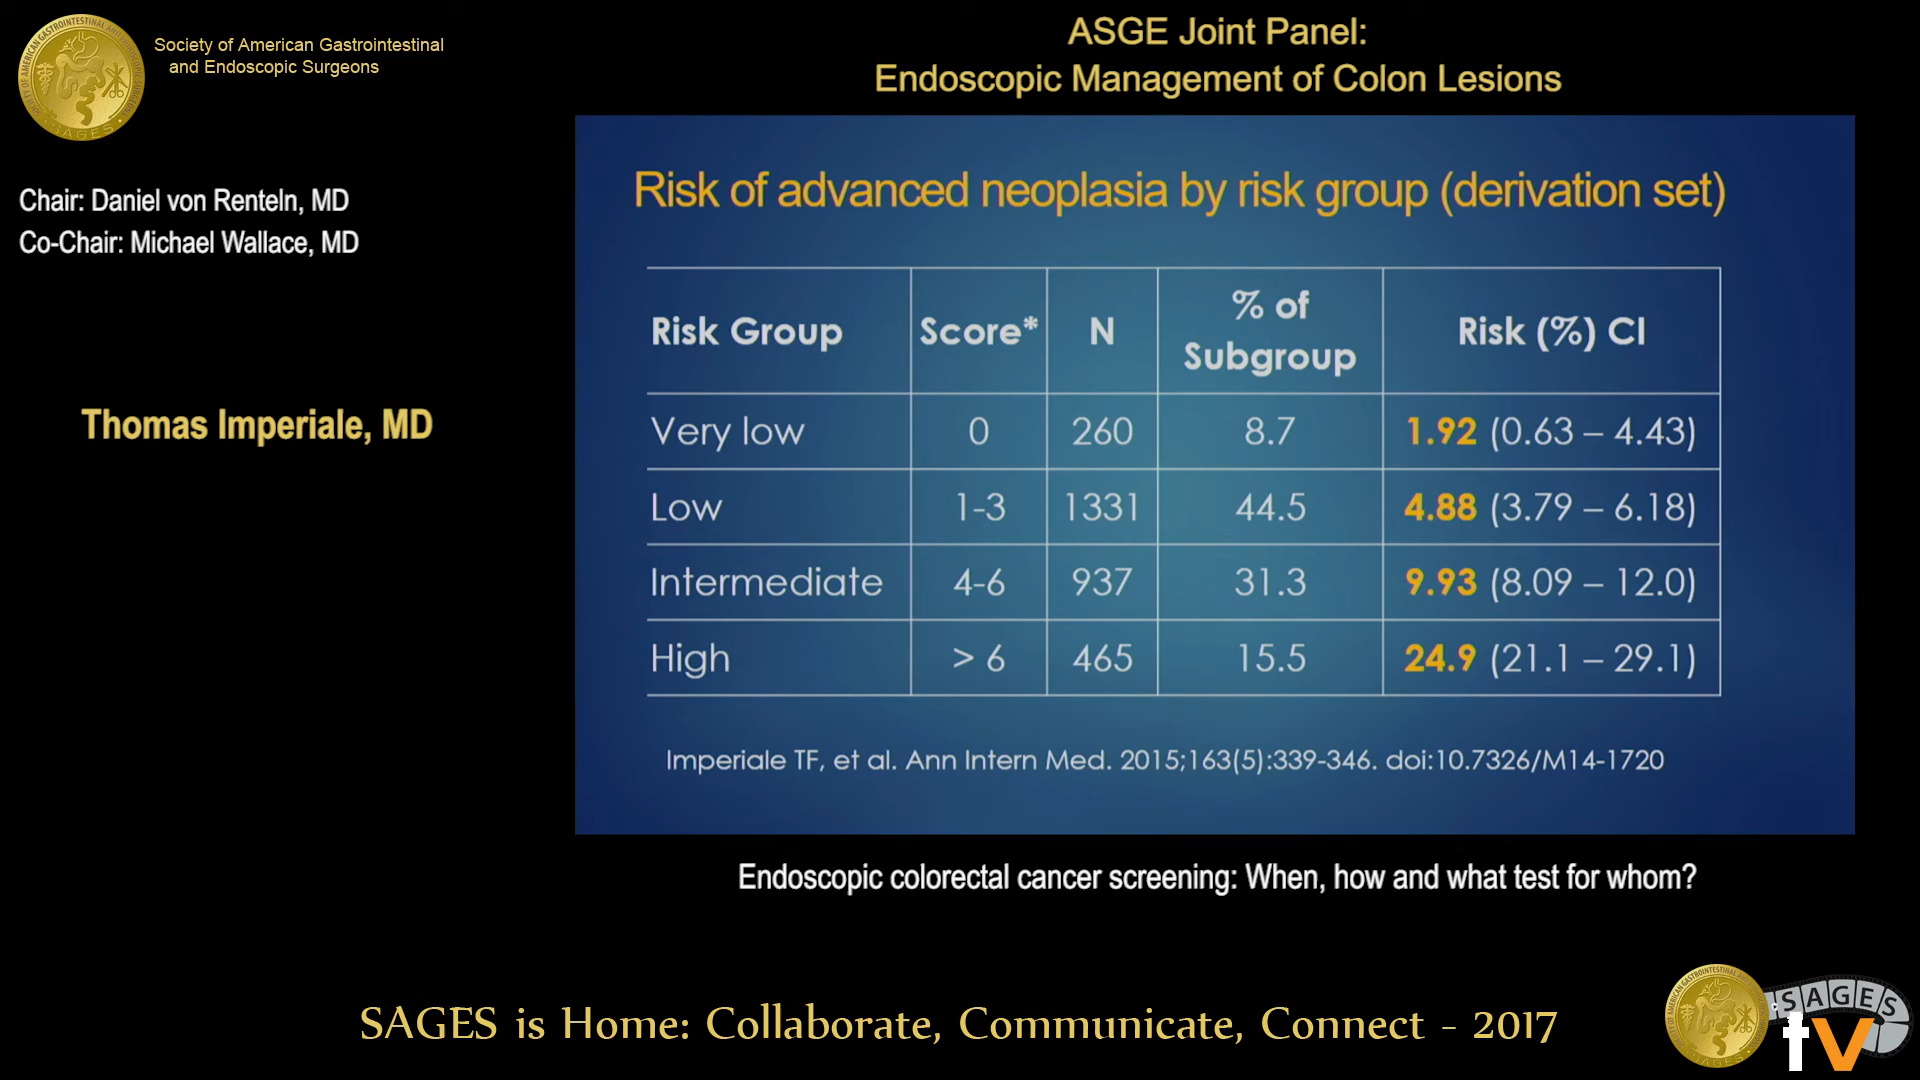 Society of American Gastrointestinal
and Endoscopic Surgeons
ASGE Joint Panel:
Endoscopic Management of Colon Lesions
Chair: Daniel von Renteln, MD
Co-Chair: Michael Wallace, MD
Thomas Imperiale, MD
Risk of advanced neoplasia by risk group (derivation set)
Risk Group Score* N % of Subgroup Risk (%) CI
Very low 0 260 8.7 1.92 (0.63 – 4.43)
Low 1-3 1331 44.5 4.88 (3.79 – 6.18)
Intermediate 4-6 937 31.3 9.93 (8.09 – 12.0)
High > 6 465 15.5 24.9 (21.1 – 29.1)
Imperiale TF, et al. Ann Intern Med. 2015;163(5):339-346. doi:10.7326/M14-1720
Endoscopic colorectal cancer screening: When, how and what test for whom?
SAGES is Home: Collaborate, Communicate, Connect - 2017
SAGES
tv